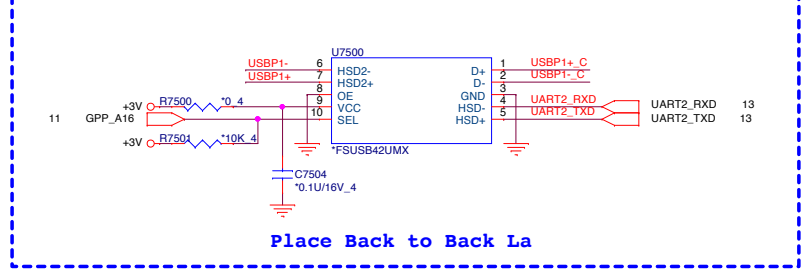 U7500
USBP1- 6 HSD2- D+ 1 USBP1+_C
USBP1+ 7 HSD2+ D- 2 USBP1-_C
8 OE GND 3
+3V R7500 *0_4 9 VCC HSD- 4 UART2_RXD UART2_RXD 13
11 GPP_A16 10 SEL HSD+ 5 UART2_TXD UART2_TXD 13
+3V R7501 *10K_4
*FSUSB42UMX
C7504
*0.1U/16V_4
Place Back to Back La